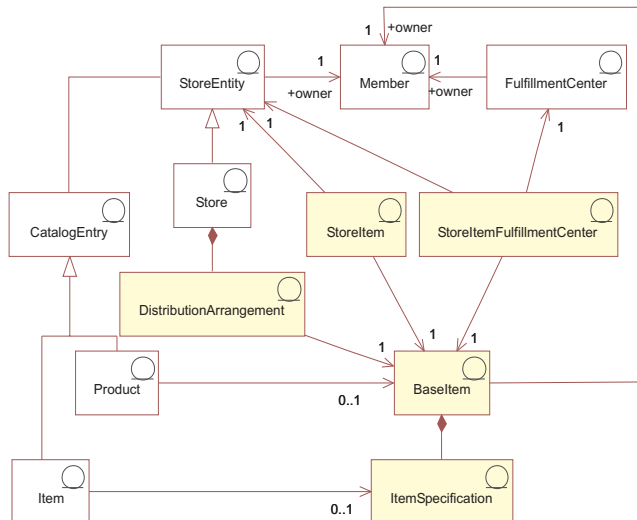 +owner
1
1
1
StoreEntity
Member
FulfillmentCenter
+owner
+owner
1
1
1
Store
CatalogEntry
StoreItem
StoreItemFulfillmentCenter
DistributionArrangement
1
1
1
Product
BaseItem
0..1
Item
ItemSpecification
0..1